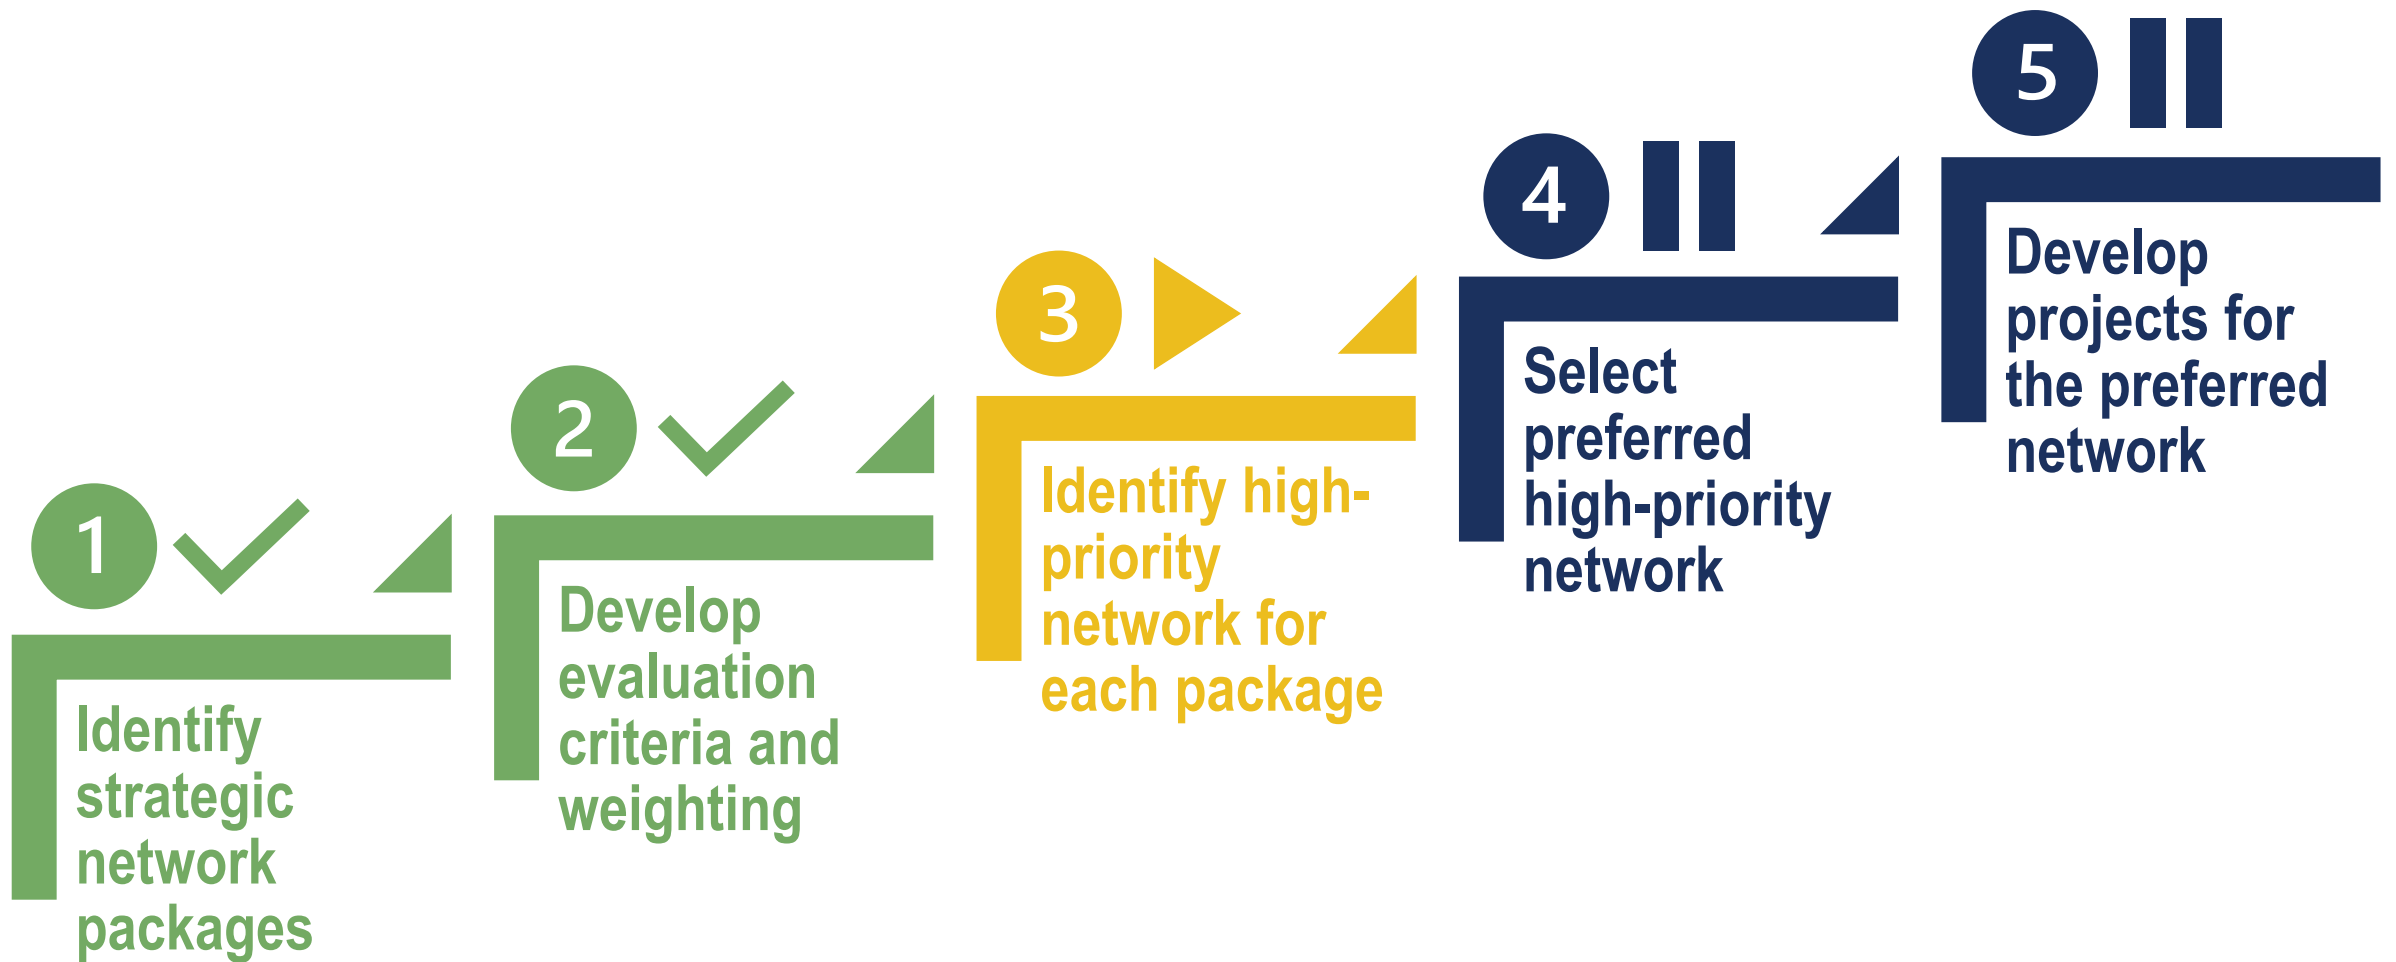 1
Identify
strategic
network
packages
2
Develop
evaluation
criteria and
weighting
3
Identify high-
priority
network for
each package
4
Select
preferred
high-priority
network
5
Develop
projects for
the preferred
network